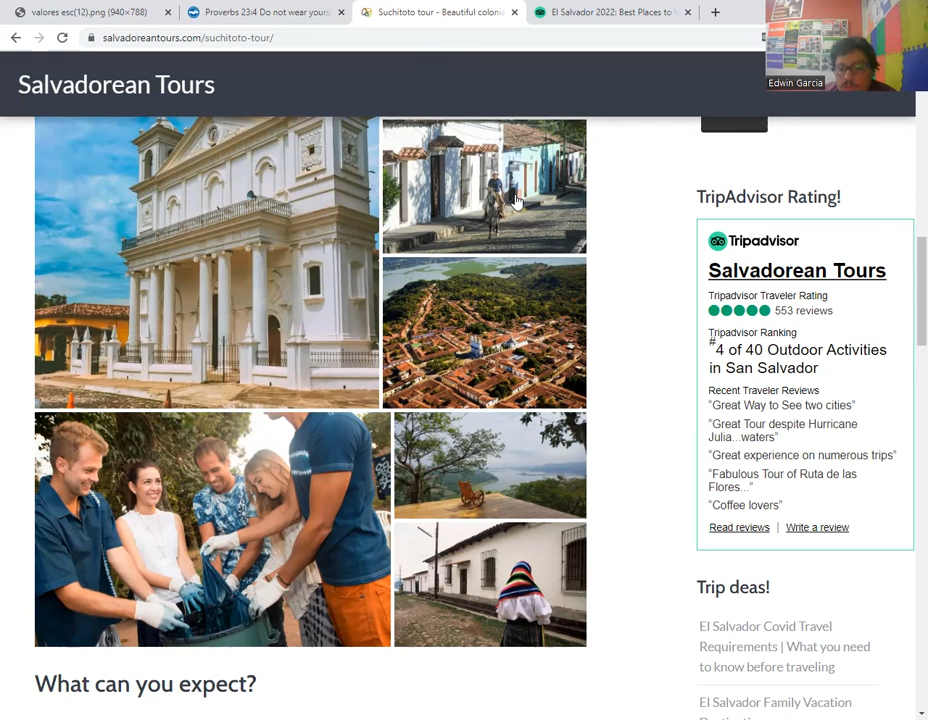 valores esc(12).png (940×788)
Proverbs 23:4 Do not wear yours
Suchitoto tour - Beautiful colonia
El Salvador 2022: Best Places to V
salvadoreantours.com/suchitoto-tour/
Edwin Garcia
Salvadorean Tours
TripAdvisor Rating!
Tripadvisor
Salvadorean Tours
Tripadvisor Traveler Rating
553 reviews
Tripadvisor Ranking
#4 of 40 Outdoor Activities
in San Salvador
Recent Traveler Reviews
“Great Way to See two cities”
“Great Tour despite Hurricane
Julia...waters”
“Great experience on numerous trips”
“Fabulous Tour of Ruta de las
Flores...”
“Coffee lovers”
Read reviews | Write a review
Trip deas!
El Salvador Covid Travel
Requirements | What you need
to know before traveling
El Salvador Family Vacation
What can you expect?